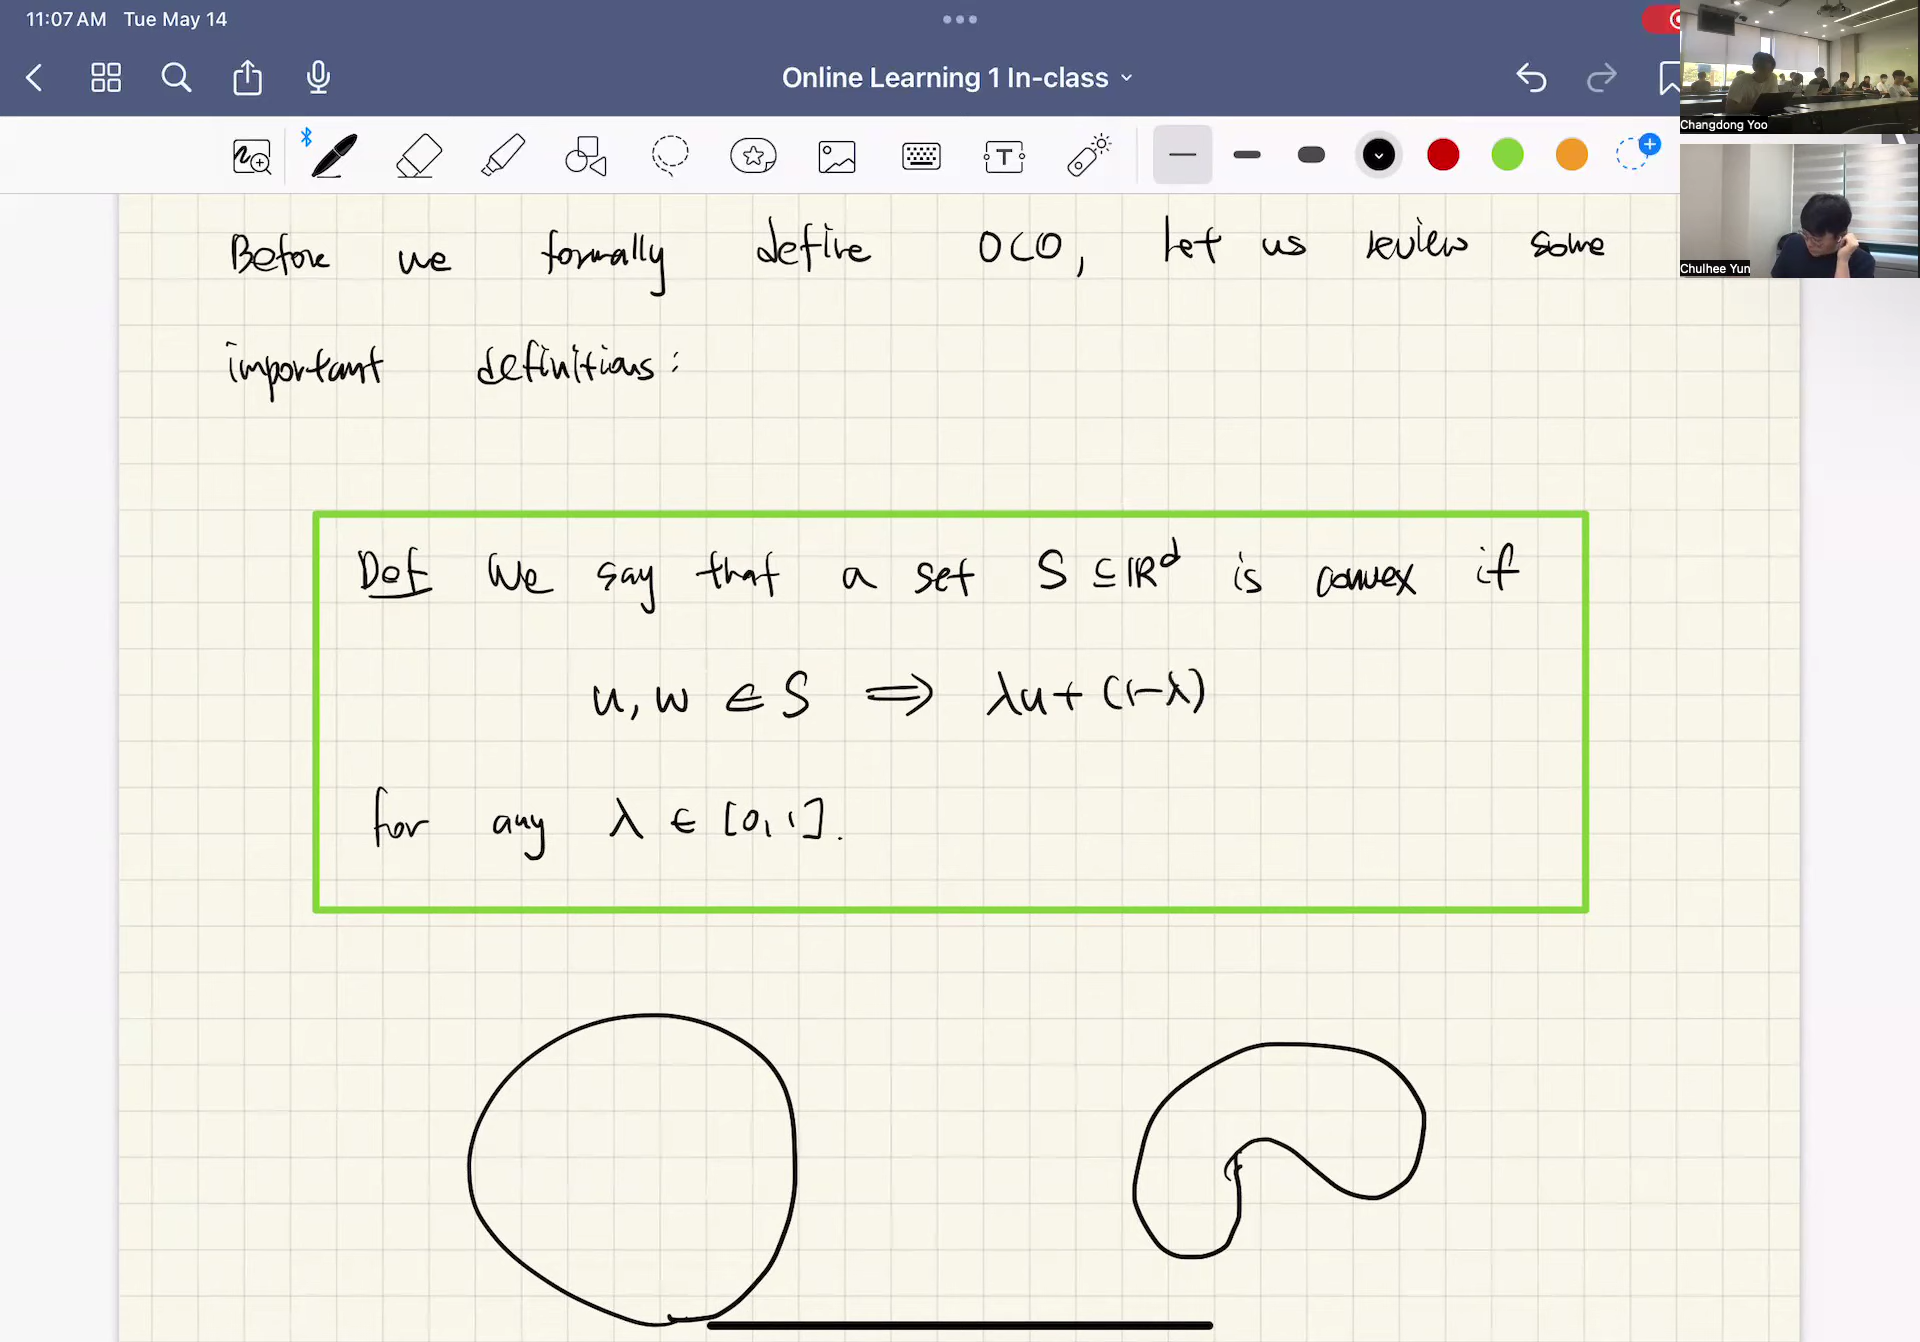 11:07 AM Tue May 14
Online Learning 1 In-class
Changdong Yoo
Chulhee Yun
T
Before we formally define OCO, let us review some
important definitions:
Def We say that a set S ⊆ ℝᵈ is convex if
u, w ∈ S ⟹ λu + (1-λ)
for any λ ∈ [0, 1].